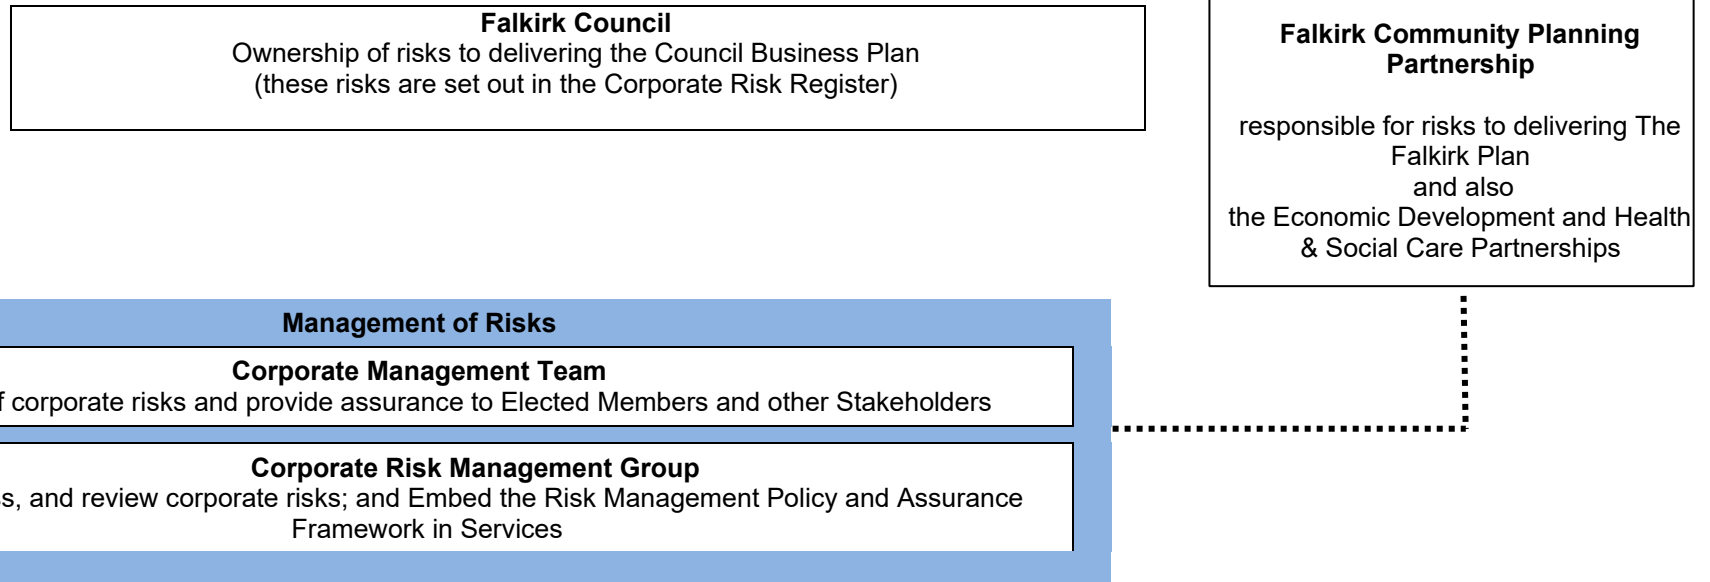 Falkirk Council
Ownership of risks to delivering the Council Business Plan
(these risks are set out in the Corporate Risk Register)
Falkirk Community Planning
Partnership
responsible for risks to delivering The
Falkirk Plan
and also
the Economic Development and Health
& Social Care Partnerships
Management of Risks
Corporate Management Team
corporate risks and provide assurance to Elected Members and other Stakeholders
Corporate Risk Management Group
and review corporate risks; and Embed the Risk Management Policy and Assurance
Framework in Services